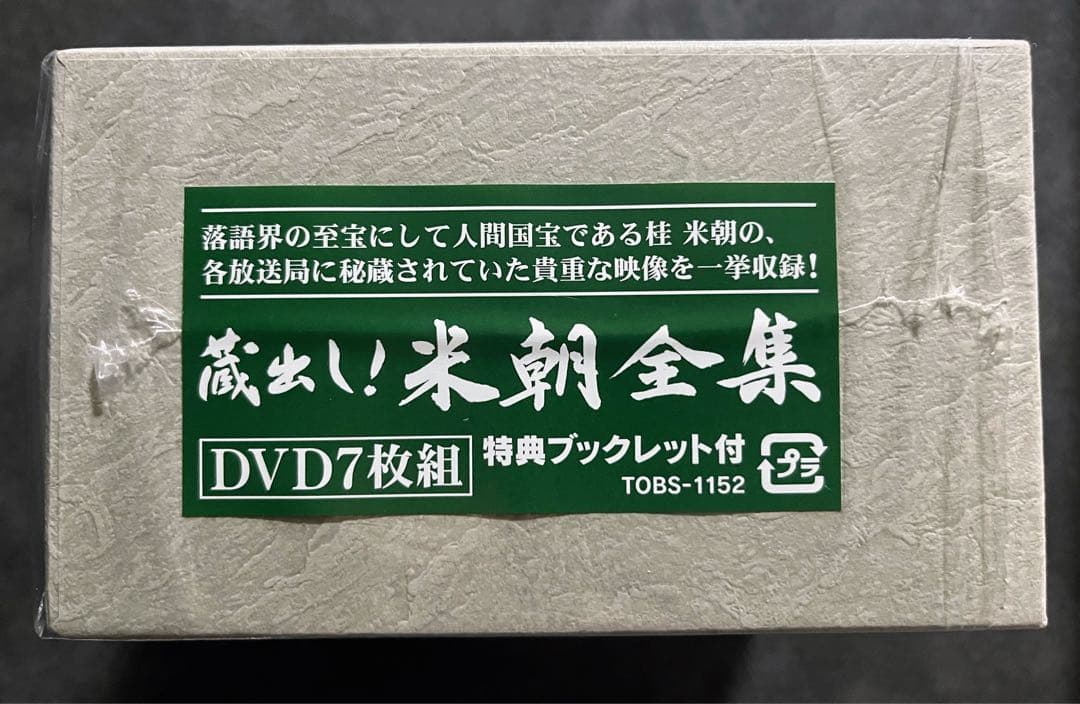 落語界の至宝にして人間国宝である桂 米朝の、
各放送局に秘蔵されていた貴重な映像を一挙収録!
蔵出し!米朝全集
DVD7枚組
特典ブックレット付
TOBS-1152
プラ